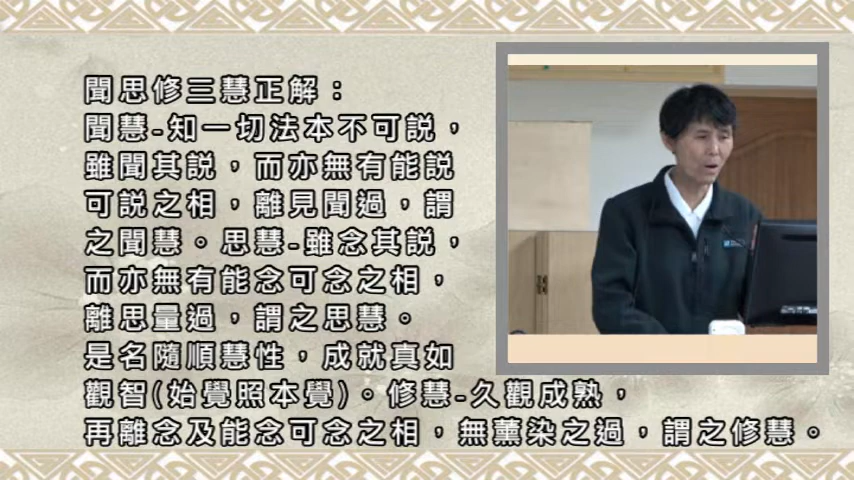 聞思修三慧正解：
聞慧-知一切法本不可說，
雖聞其說，而亦無有能說
可說之相，離見聞過，謂
之聞慧。思慧-雖念其說，
而亦無有能念可念之相，
離思量過，謂之思慧。
是名隨順慧性，成就真如
觀智(始覺照本覺)。修慧-久觀成熟，
再離念及能念可念之相，無薰染之過，謂之修慧。